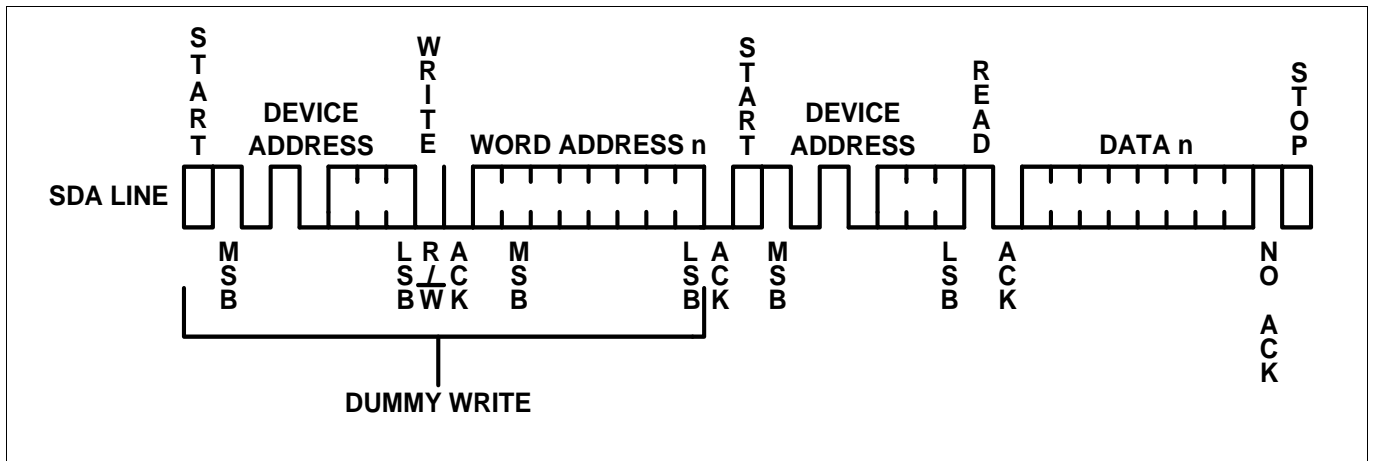 START
WRITE
START
READ
STOP
DEVICE
ADDRESS
WORD ADDRESS n
DEVICE
ADDRESS
DATA n
SDA LINE
MSB
LSB
R/W
ACK
MSB
LSB
ACK
MSB
LSB
ACK
NO ACK
DUMMY WRITE